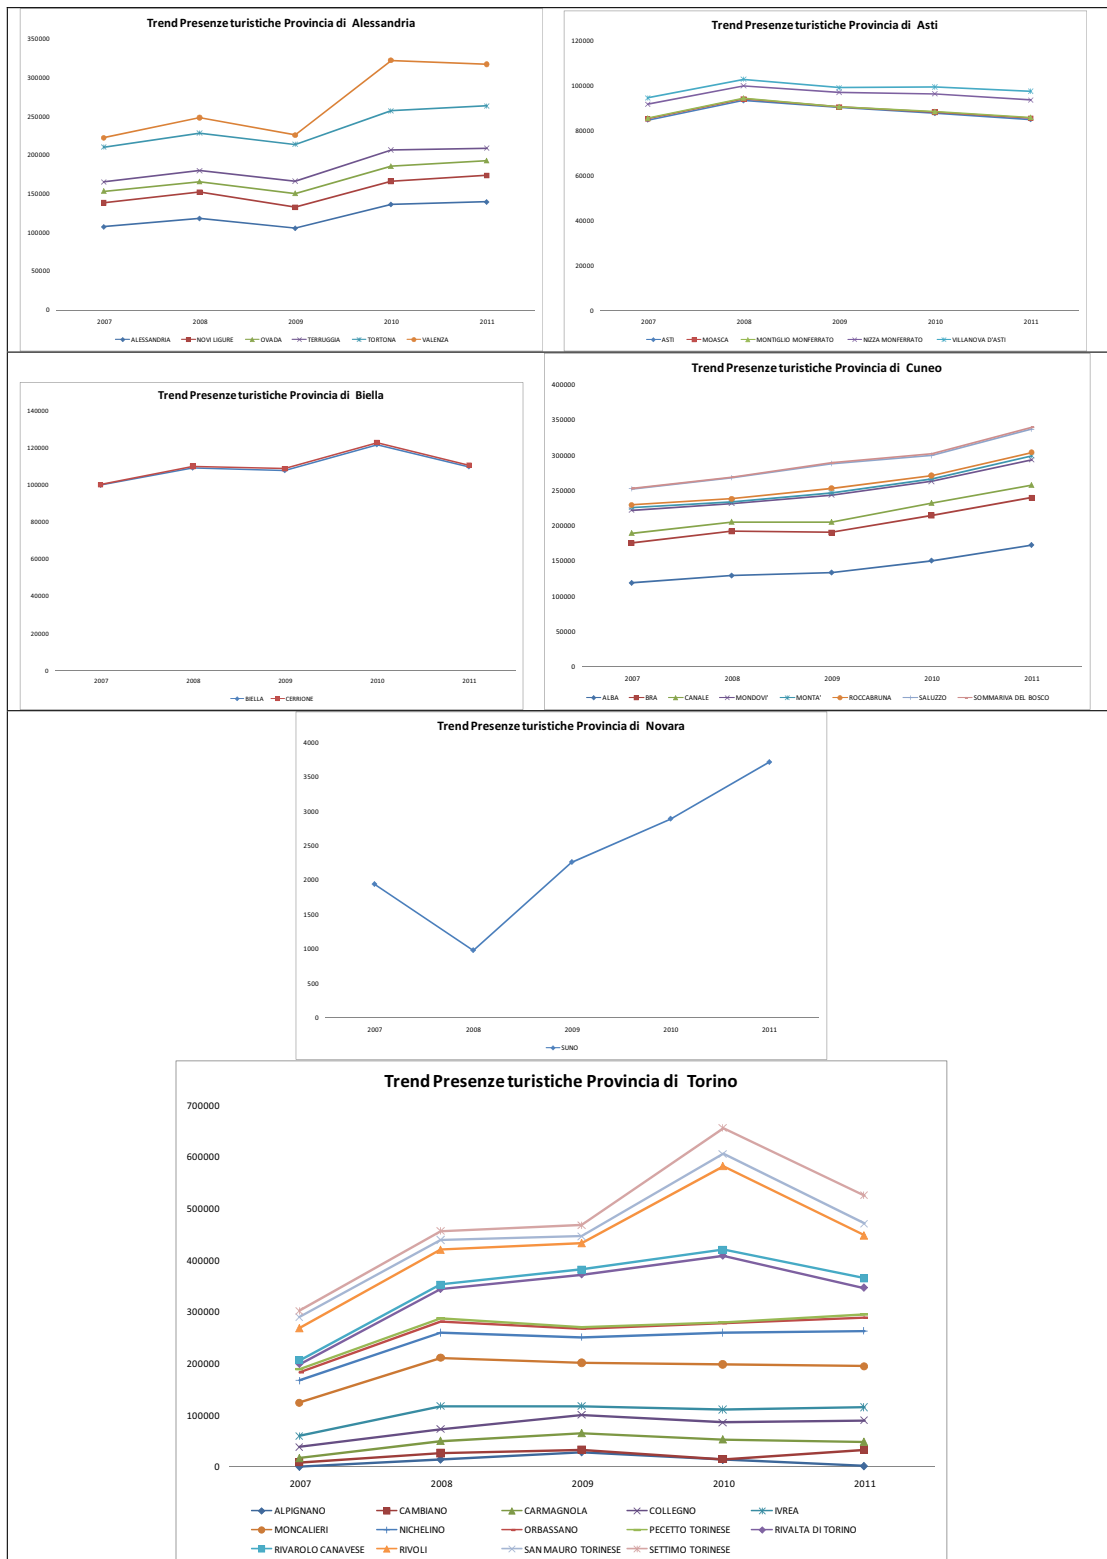 Trend Presenze turistiche Provincia di Alessandria
350000
300000
250000
200000
150000
100000
50000
0
2007 2008 2009 2010 2011
ALESSANDRIA NOVI LIGURE OVADA TERRUGGIA TORTONA VALENZA
Trend Presenze turistiche Provincia di Asti
120000
100000
80000
60000
40000
20000
0
2007 2008 2009 2010 2011
ASTI MOASCA MONTIGLIO MONFERRATO NIZZA MONFERRATO VILLANOVA D'ASTI
Trend Presenze turistiche Provincia di Biella
140000
120000
100000
80000
60000
40000
20000
0
2007 2008 2009 2010 2011
BIELLA CERRIONE
Trend Presenze turistiche Provincia di Cuneo
400000
350000
300000
250000
200000
150000
100000
50000
0
2007 2008 2009 2010 2011
ALBA BRA CANALE MONDOVI' MONTA' ROCCABRUNA SALUZZO SOMMARIVA DEL BOSCO
Trend Presenze turistiche Provincia di Novara
4000
3500
3000
2500
2000
1500
1000
500
0
2007 2008 2009 2010 2011
SUNO
Trend Presenze turistiche Provincia di Torino
700000
600000
500000
400000
300000
200000
100000
0
2007 2008 2009 2010 2011
ALPIGNANO CAMBIANO CARMAGNOLA COLLEGNO IVREA
MONCALIERI NICHELINO ORBASSANO PECETTO TORINESE RIVALTA DI TORINO
RIVAROLO CANAVESE RIVOLI SAN MAURO TORINESE SETTIMO TORINESE